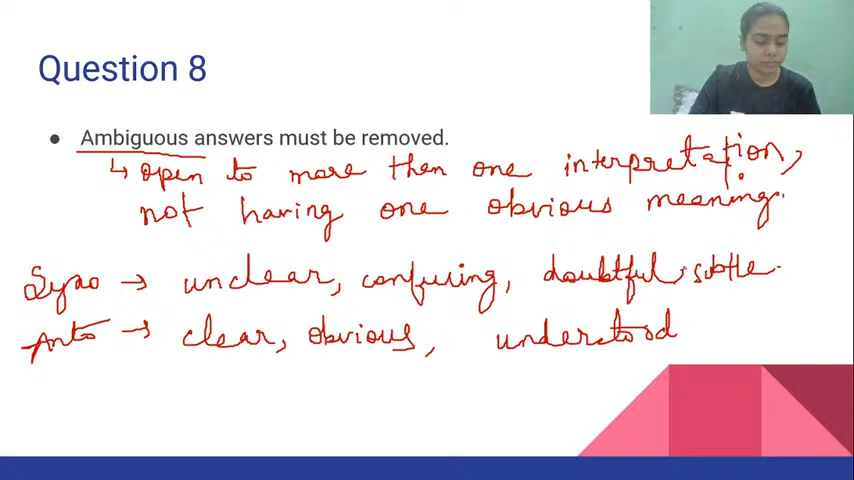 Question 8
● Ambiguous answers must be removed.
↳ open to more then one interpretation,
not having one obvious meaning.
Syno → unclear, confusing, doubtful, subtle.
Anto → clear, obvious, understood